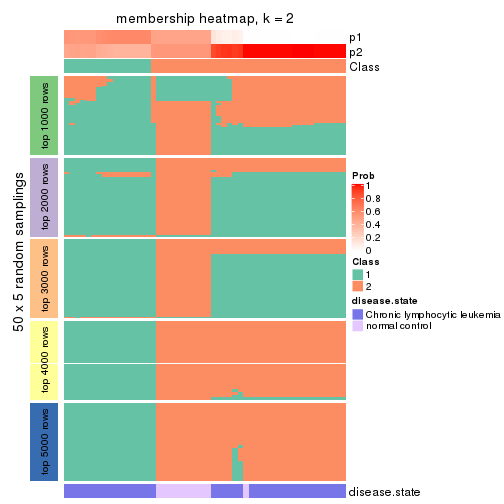 membership heatmap, k = 2
p1
p2
Class
50 x 5 random samplings
top 1000 rows
top 2000 rows
top 3000 rows
top 4000 rows
top 5000 rows
Prob
1
0.8
0.6
0.4
0.2
0
Class
1
2
disease.state
Chronic lymphocytic leukemia
normal control
disease.state